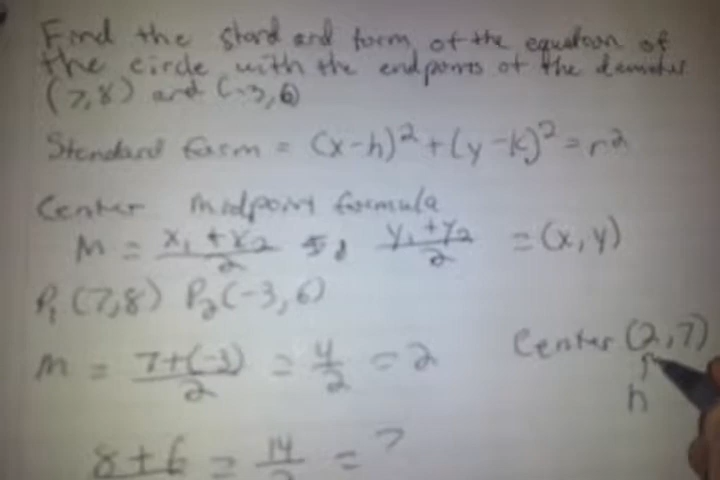 Find the standard form of the equation of
the circle with the endpoints of the diameter
(7,8) and (-3,6)
Standard form = (x-h)² + (y-k)² = r²
Center Midpoint formula
M = x₁ + x₂ / 2 , y₁ + y₂ / 2 = (x, y)
P₁ (7,8) P₂ (-3, 6)
M = 7+(-3) / 2 = 4/2 = 2
Center (2,7)
h
8+6 = 14/2 = 7